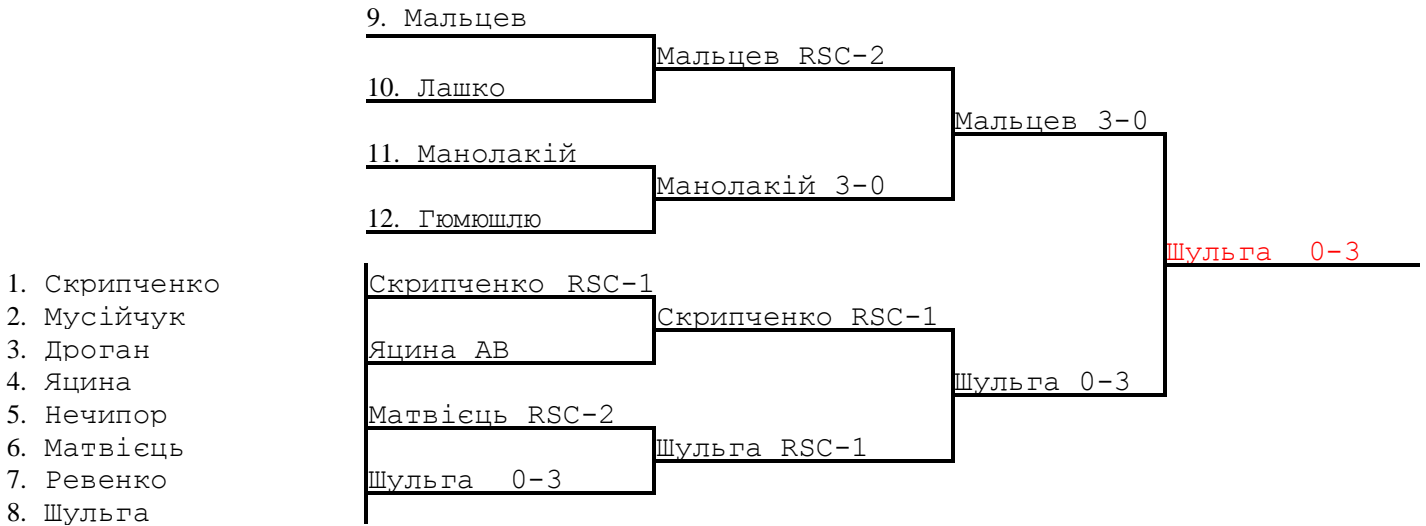 9. Мальцев
Мальцев RSC-2
10. Лашко
Мальцев 3-0
11. Манолакій
Манолакій 3-0
12. Гюмюшлю
Шульга  0-3
1. Скрипченко
Скрипченко RSC-1
2. Мусійчук
Скрипченко RSC-1
3. Дроган
Яцина АВ
4. Яцина
Шульга 0-3
5. Нечипор
Матвієць RSC-2
6. Матвієць
Шульга RSC-1
7. Ревенко
Шульга  0-3
8. Шульга